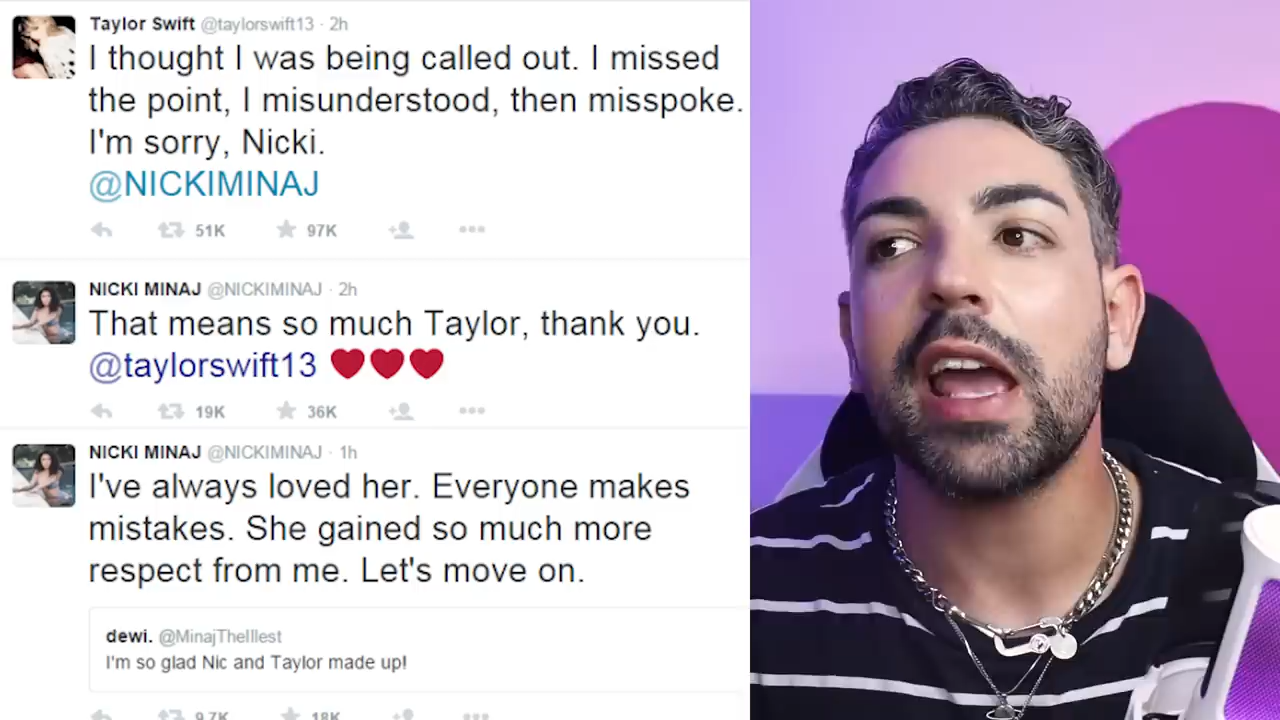 Taylor Swift @taylorswift13 · 2h
I thought I was being called out. I missed
the point, I misunderstood, then misspoke.
I'm sorry, Nicki.
@NICKIMINAJ
51K 97K
NICKI MINAJ @NICKIMINAJ · 2h
That means so much Taylor, thank you.
@taylorswift13 ❤❤❤
19K 36K
NICKI MINAJ @NICKIMINAJ · 1h
I've always loved her. Everyone makes
mistakes. She gained so much more
respect from me. Let's move on.
dewi. @MinajTheIllest
I'm so glad Nic and Taylor made up!
9.7K 18K